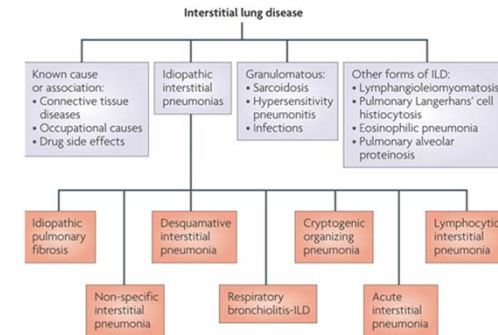 Interstitial lung disease
Known cause
or association:
• Connective tissue
diseases
• Occupational causes
• Drug side effects
Idiopathic
interstitial
pneumonias
Granulomatous:
• Sarcoidosis
• Hypersensitivity
pneumonitis
• Infections
Other forms of ILD:
• Lymphangioleiomyomatosis
• Pulmonary Langerhans' cell
histiocytosis
• Eosinophilic pneumonia
• Pulmonary alveolar
proteinosis
Idiopathic
pulmonary
fibrosis
Desquamative
interstitial
pneumonia
Cryptogenic
organizing
pneumonia
Lymphocytic
interstitial
pneumonia
Non-specific
interstitial
pneumonia
Respiratory
bronchiolitis-ILD
Acute
interstitial
pneumonia